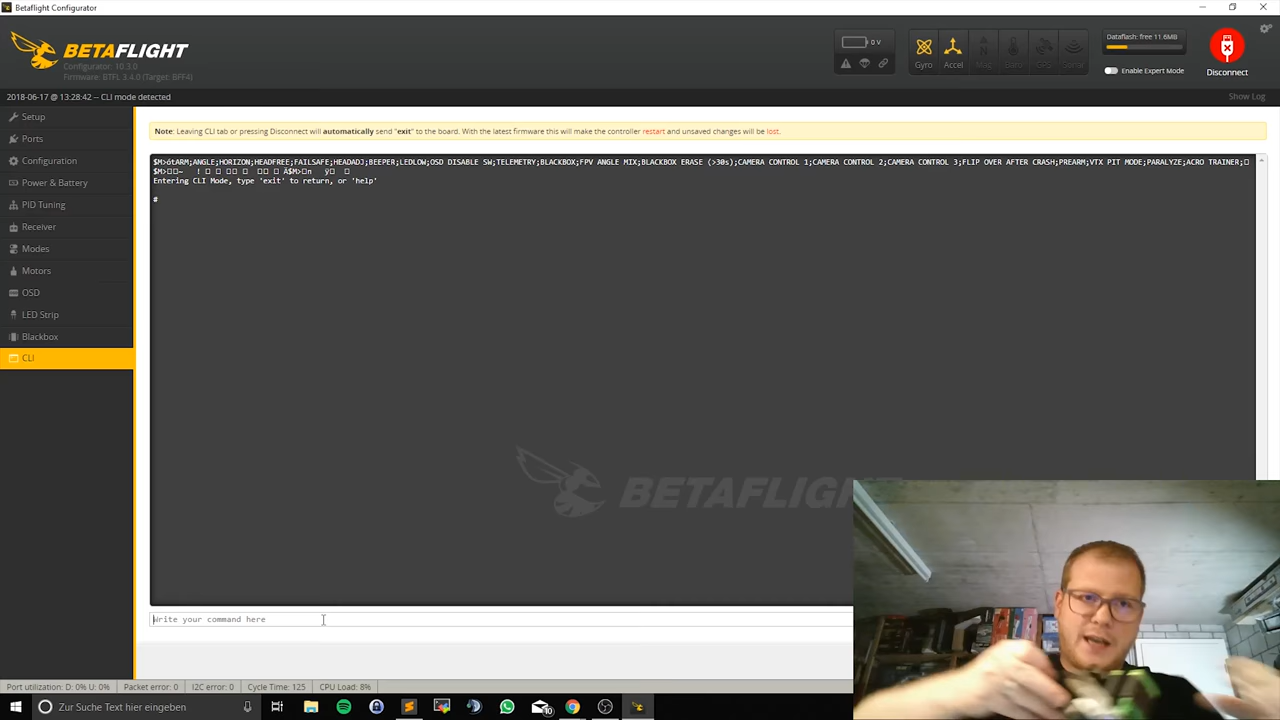 Betaflight Configurator
BETAFLIGHT
Configurator: 10.3.0
Firmware: BTFL 3.4.0 (Target: BFF4)
0 V
Gyro
Accel
Mag
Baro
GPS
Sonar
Dataflash: free 11.6MB
Enable Expert Mode
Disconnect
2018-06-17 @ 13:28:42 -- CLI mode detected
Show Log
Setup
Ports
Configuration
Power & Battery
PID Tuning
Receiver
Modes
Motors
OSD
LED Strip
Blackbox
CLI
Note: Leaving CLI tab or pressing Disconnect will automatically send "exit" to the board. With the latest firmware this will make the controller restart and unsaved changes will be lost.
$M>ótARM;ANGLE;HORIZON;HEADFREE;FAILSAFE;HEADADJ;BEEPER;LEDLOW;OSD DISABLE SW;TELEMETRY;BLACKBOX;FPV ANGLE MIX;BLACKBOX ERASE (>30s);CAMERA CONTROL 1;CAMERA CONTROL 2;CAMERA CONTROL 3;FLIP OVER AFTER CRASH;PREARM;VTX PIT MODE;PARALYZE;ACRO TRAINER;
Entering CLI Mode, type 'exit' to return, or 'help'
#
BETAFLIGHT
Write your command here
Port utilization: D: 0% U: 0%
Packet error: 0
I2C error: 0
Cycle Time: 125
CPU Load: 8%
Zur Suche Text hier eingeben
10